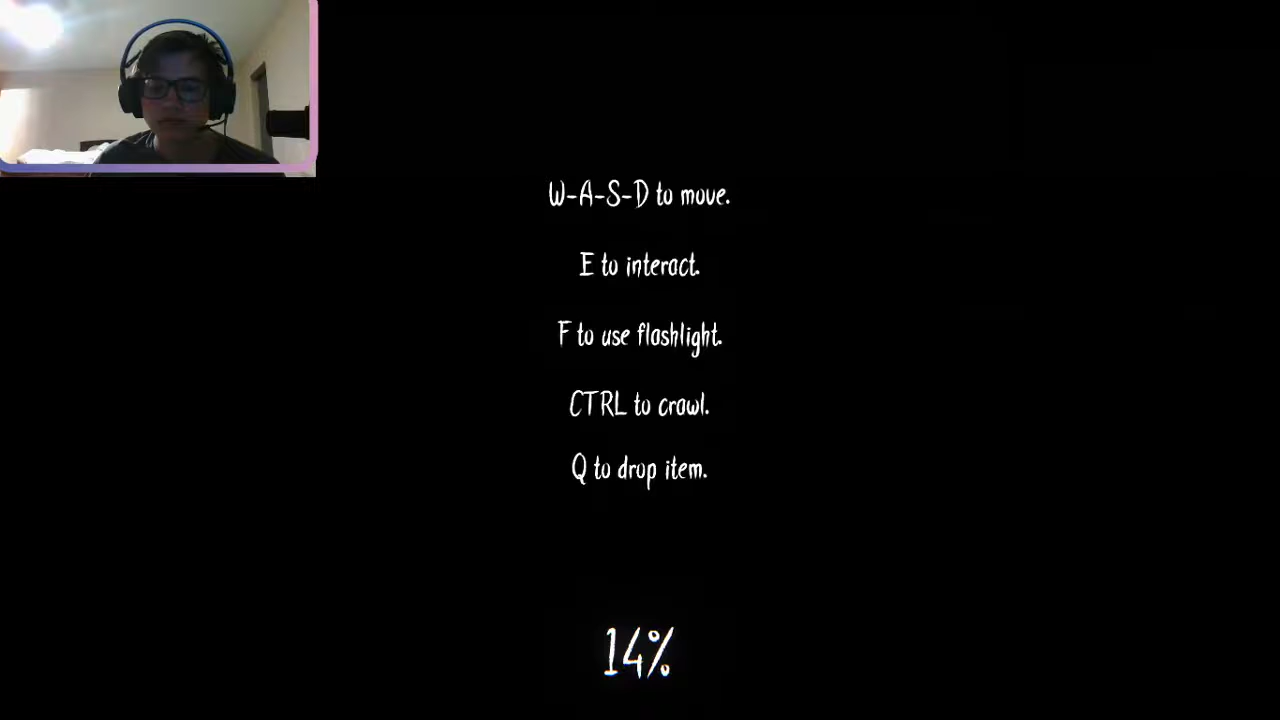 W-A-S-D to move.
E to interact.
F to use flashlight.
CTRL to crawl.
Q to drop item.
14%